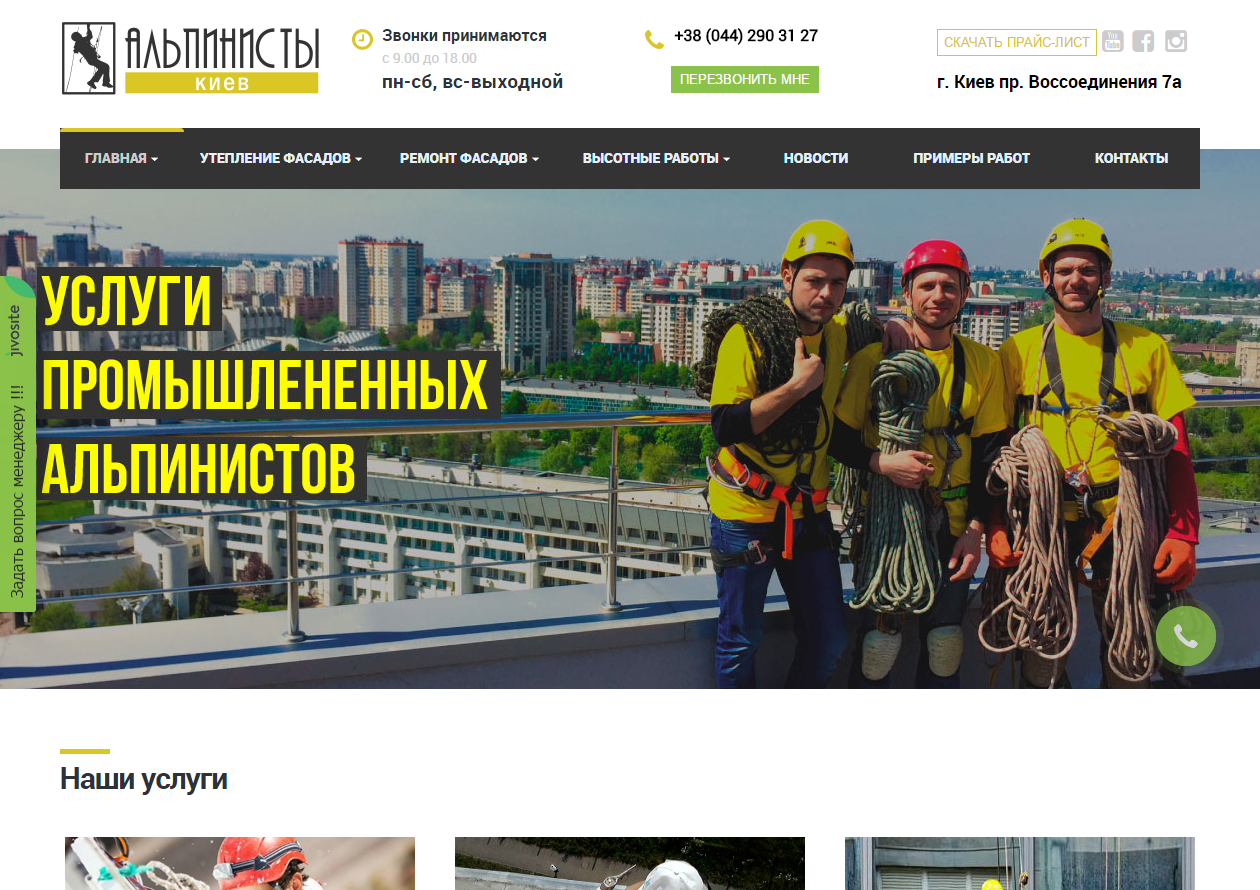 АЛЬПИНИСТЫ
киев
Звонки принимаются
с 9.00 до 18.00
пн-сб, вс-выходной
+38 (044) 290 31 27
ПЕРЕЗВОНИТЬ МНЕ
СКАЧАТЬ ПРАЙС-ЛИСТ
You
Tube
г. Киев пр. Воссоединения 7а
ГЛАВНАЯ
УТЕПЛЕНИЕ ФАСАДОВ
РЕМОНТ ФАСАДОВ
ВЫСОТНЫЕ РАБОТЫ
НОВОСТИ
ПРИМЕРЫ РАБОТ
КОНТАКТЫ
УСЛУГИ
ПРОМЫШЛЕНЕННЫХ
АЛЬПИНИСТОВ
jivosite
Задать вопрос менеджеру !!!
Наши услуги